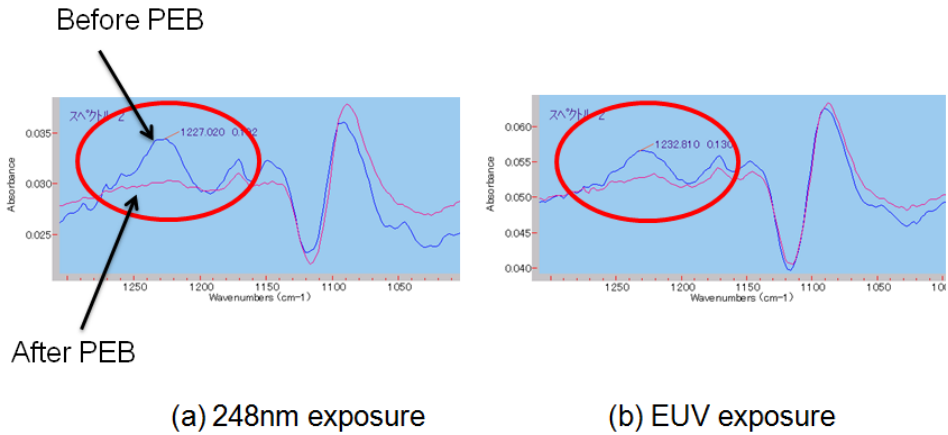 Before PEB
スペクトル-2
1227.020
0.035
0.030
0.025
Absorbance
1250
1200
1150
1100
1050
Wavenumbers (cm-1)
After PEB
(a) 248nm exposure
スペクトル-2
1232.810 0.130
0.060
0.055
0.050
0.045
0.040
Absorbance
1250
1200
1150
1100
1050
Wavenumbers (cm-1)
(b) EUV exposure